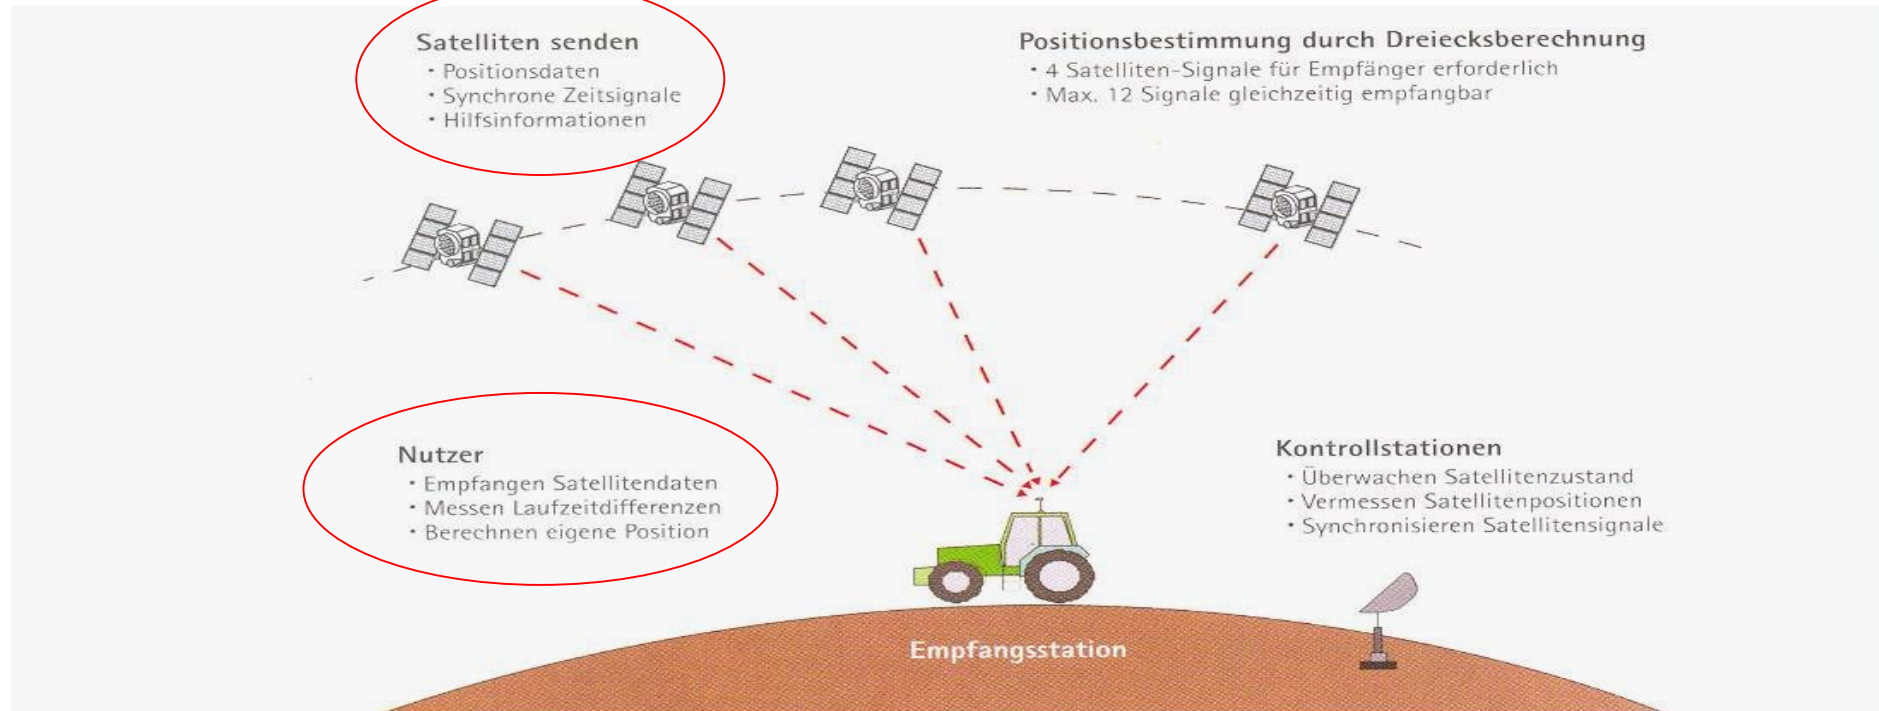 Satelliten senden
· Positionsdaten
· Synchrone Zeitsignale
· Hilfsinformationen
Positionsbestimmung durch Dreiecksberechnung
· 4 Satelliten-Signale für Empfänger erforderlich
· Max. 12 Signale gleichzeitig empfangbar
Nutzer
· Empfangen Satellitendaten
· Messen Laufzeitdifferenzen
· Berechnen eigene Position
Kontrollstationen
· Überwachen Satellitenzustand
· Vermessen Satellitenpositionen
· Synchronisieren Satellitensignale
Empfangsstation